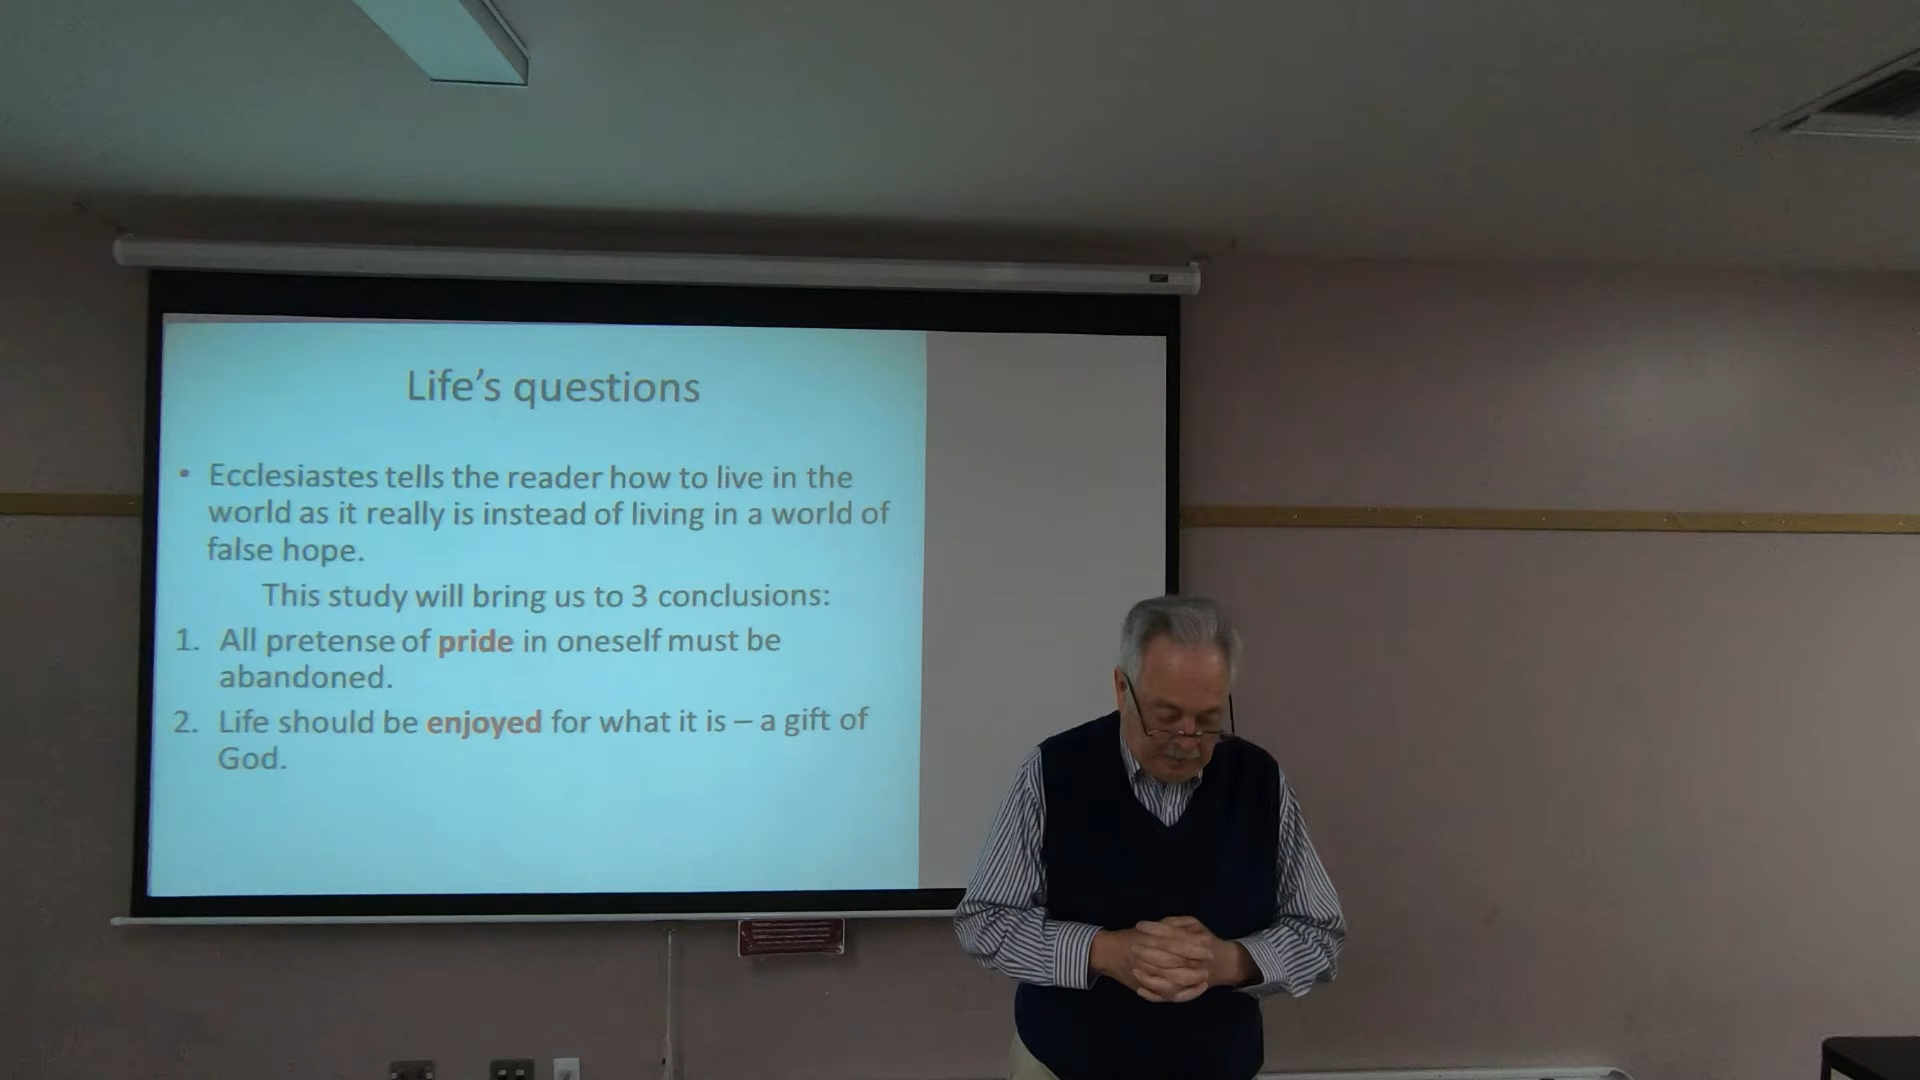 Life's questions
• Ecclesiastes tells the reader how to live in the
world as it really is instead of living in a world of
false hope.
This study will bring us to 3 conclusions:
1. All pretense of pride in oneself must be
abandoned.
2. Life should be enjoyed for what it is – a gift of
God.